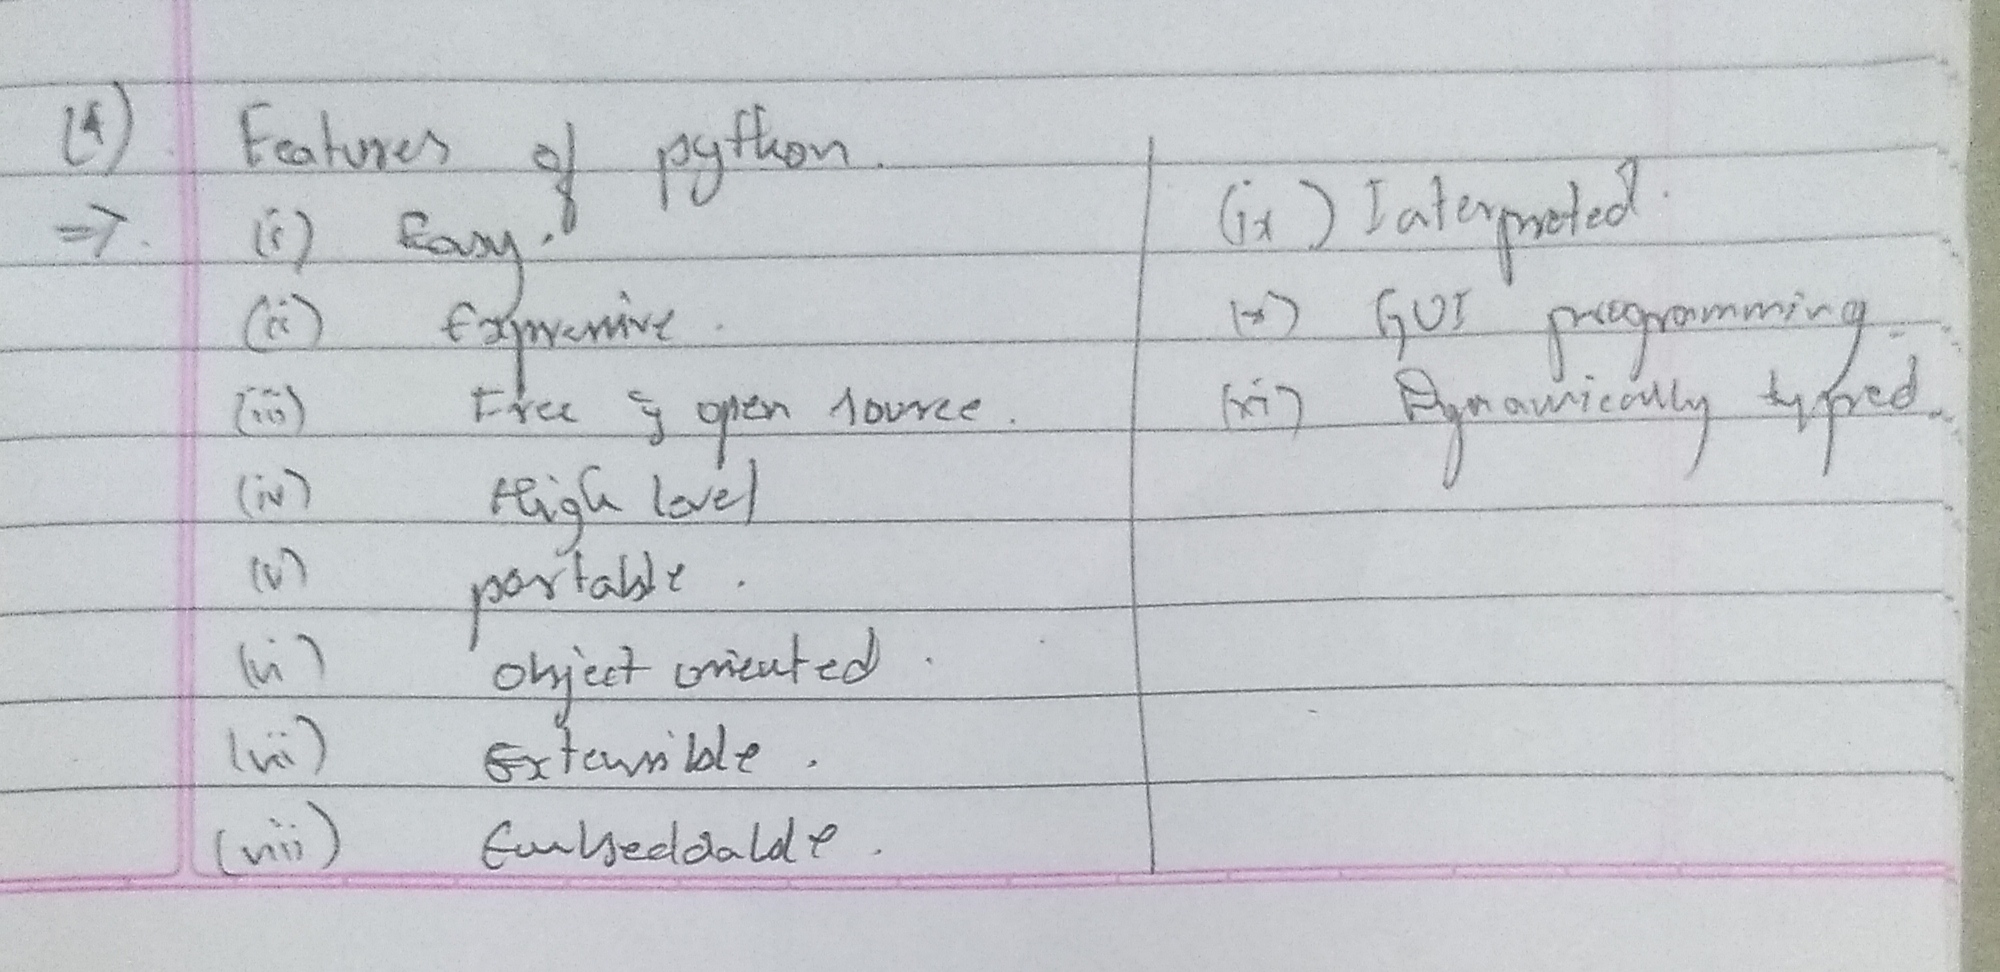 (4) Features of python.
=> (i) Easy.
(ii) Expressive.
(iii) Free & open source.
(iv) High level
(v) portable.
(vi) object oriented.
(vii) Extensible.
(viii) Embeddable.
(ix) Interpreted.
(x) GUI programming.
(xi) Dynamically typed.